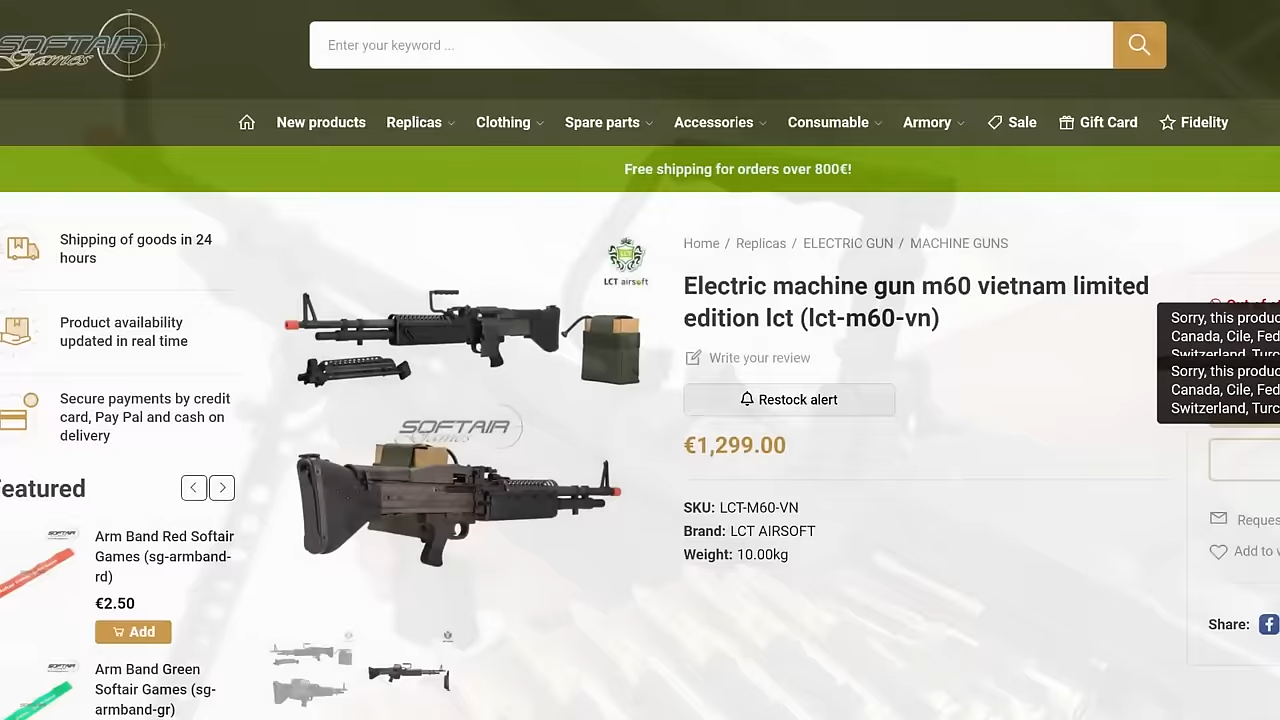 SOFTAIR
Games
Enter your keyword ...
New products
Replicas
Clothing
Spare parts
Accessories
Consumable
Armory
Sale
Gift Card
Fidelity
Free shipping for orders over 800€!
Shipping of goods in 24
hours
Product availability
updated in real time
Secure payments by credit
card, Pay Pal and cash on
delivery
eatured
Arm Band Red Softair
Games (sg-armband-
rd)
€2.50
Add
Arm Band Green
Softair Games (sg-
armband-gr)
LCT airsoft
SOFTAIR
Games
Home / Replicas / ELECTRIC GUN / MACHINE GUNS
Electric machine gun m60 vietnam limited
edition lct (lct-m60-vn)
Write your review
Restock alert
€1,299.00
SKU: LCT-M60-VN
Brand: LCT AIRSOFT
Weight: 10.00kg
Sorry, this produc
Canada, Cile, Fed
Switzerland, Turc
Sorry, this produc
Canada, Cile, Fed
Switzerland, Turc
Reques
Add to
Share: